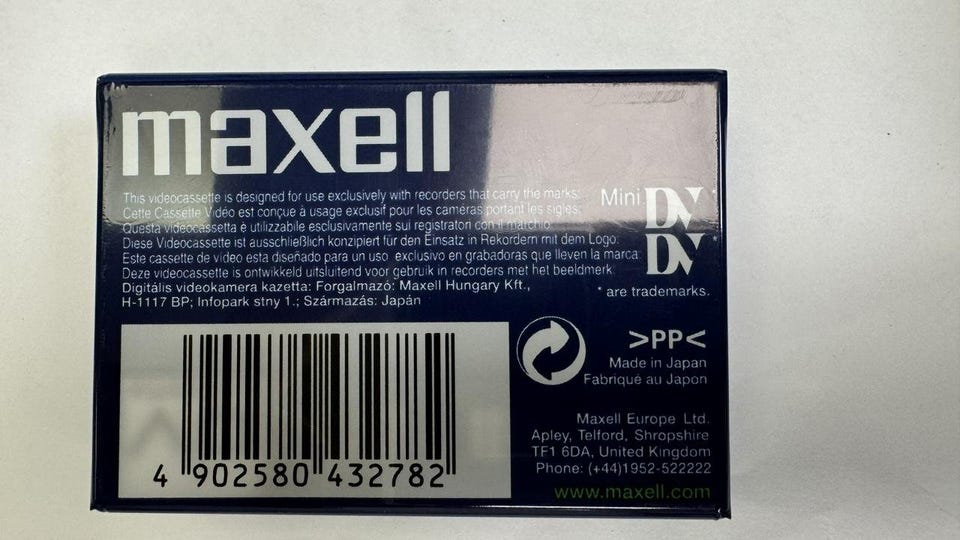 maxell
This videocassette is designed for use exclusively with recorders that carry the marks:
Cette Cassette Vidéo est conçue à usage exclusif pour les caméras portant les sigles:
Questa videocassetta è utilizzabile esclusivamente sui registratori con il marchio:
Diese Videocassette ist ausschließlich konzipiert für den Einsatz in Rekordern mit dem Logo:
Este cassette de vídeo esta diseñado para un uso exclusivo en grabadoras que lleven la marca:
Deze videocassette is ontwikkeld uitsluitend voor gebruik in recorders met het beeldmerk:
Digitális videokamera kazetta: Forgalmazó: Maxell Hungary Kft.,
H-1117 BP; Infopark stny 1.; Származás: Japán
Mini DV *
DV *
* are trademarks.
>PP<
Made in Japan
Fabriqué au Japon
Maxell Europe Ltd.
Apley, Telford, Shropshire
TF1 6DA, United Kingdom
Phone: (+44)1952-522222
www.maxell.com
4 902580 432782